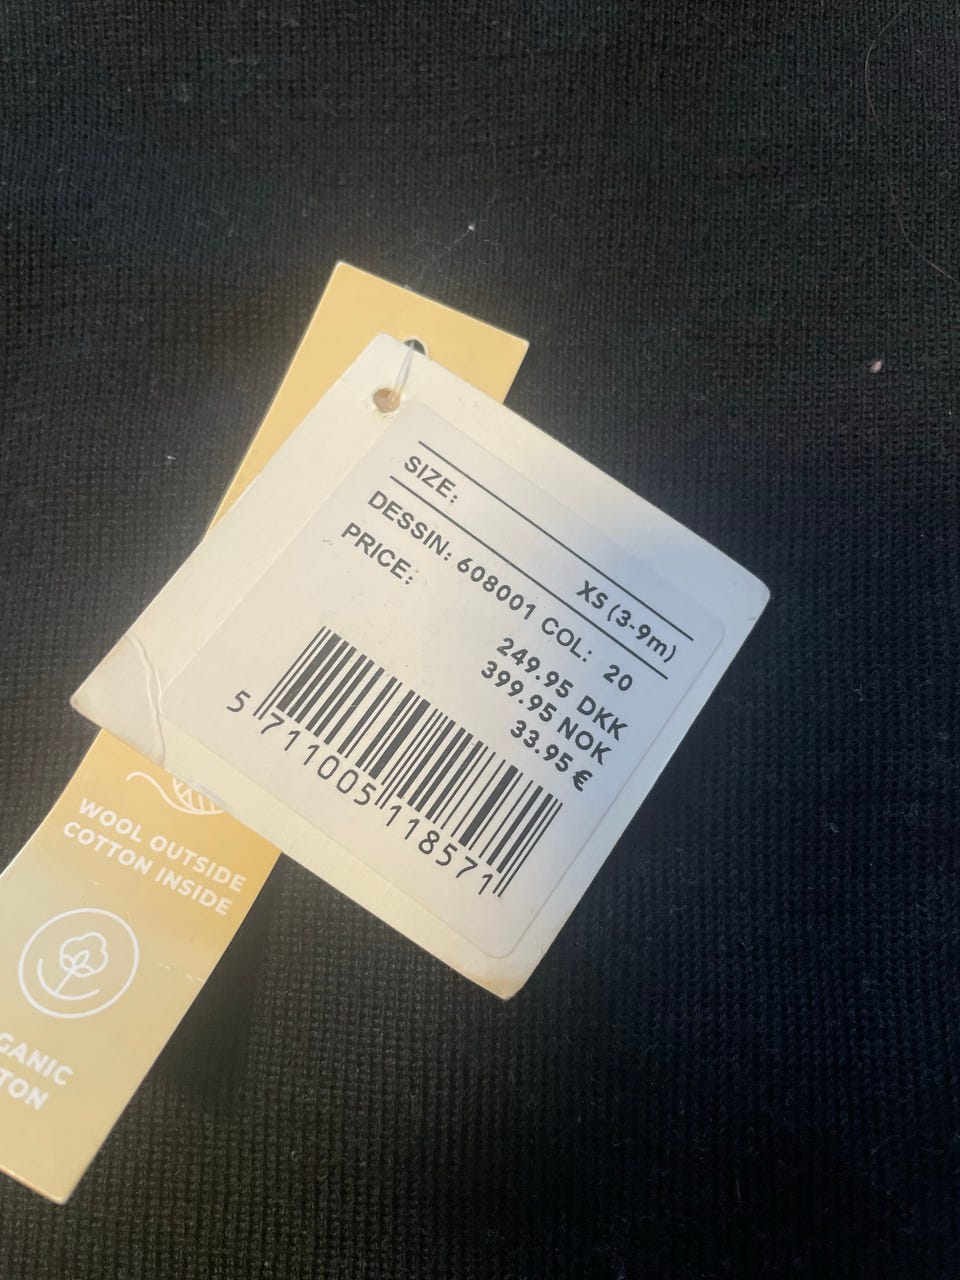 SIZE: XS (3-9m)
DESSIN: 608001 COL: 20
PRICE: 249.95 DKK
399.95 NOK
33.95 €
5 711005 118571
WOOL OUTSIDE
COTTON INSIDE
GANIC
TON